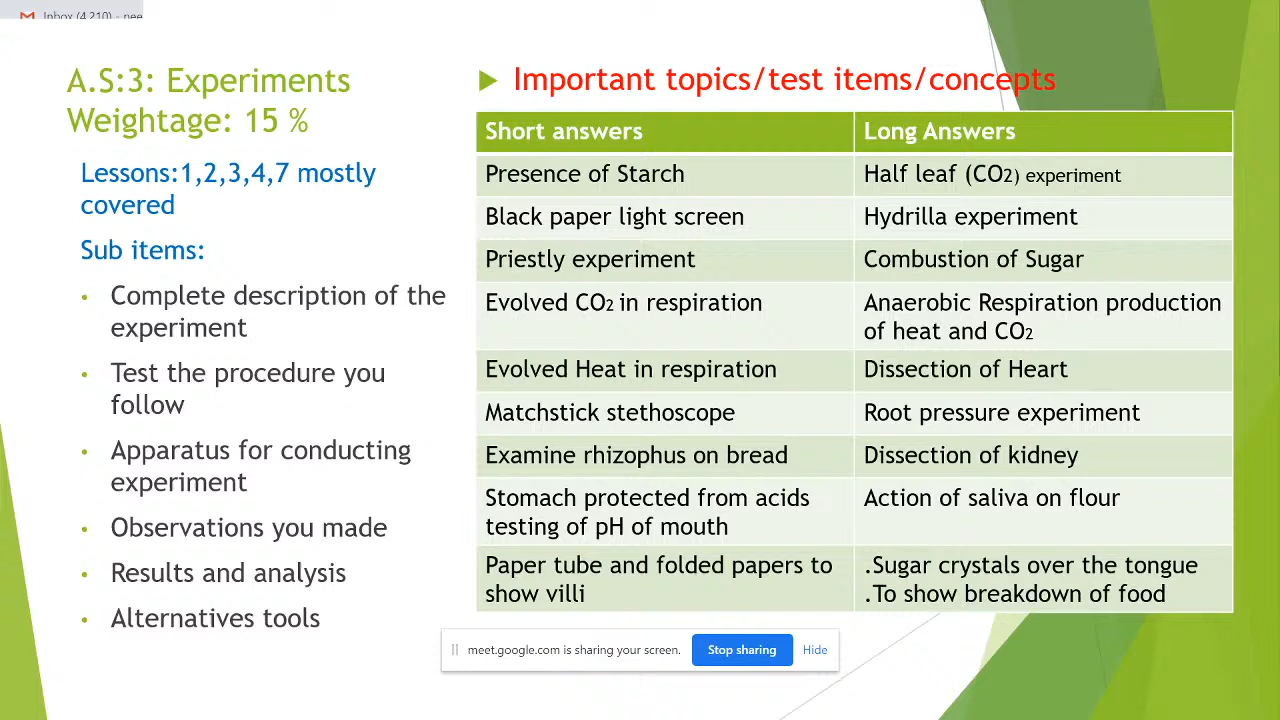 Inbox (4,210) - nee
A.S:3: Experiments
Weightage: 15 %
Lessons:1,2,3,4,7 mostly
covered
Sub items:
• Complete description of the
experiment
• Test the procedure you
follow
• Apparatus for conducting
experiment
• Observations you made
• Results and analysis
• Alternatives tools
Important topics/test items/concepts
Short answers
Long Answers
Presence of Starch
Half leaf (CO2) experiment
Black paper light screen
Hydrilla experiment
Priestly experiment
Combustion of Sugar
Evolved CO2 in respiration
Anaerobic Respiration production
of heat and CO2
Evolved Heat in respiration
Dissection of Heart
Matchstick stethoscope
Root pressure experiment
Examine rhizophus on bread
Dissection of kidney
Stomach protected from acids
testing of pH of mouth
Action of saliva on flour
Paper tube and folded papers to
show villi
.Sugar crystals over the tongue
.To show breakdown of food
meet.google.com is sharing your screen.
Stop sharing
Hide